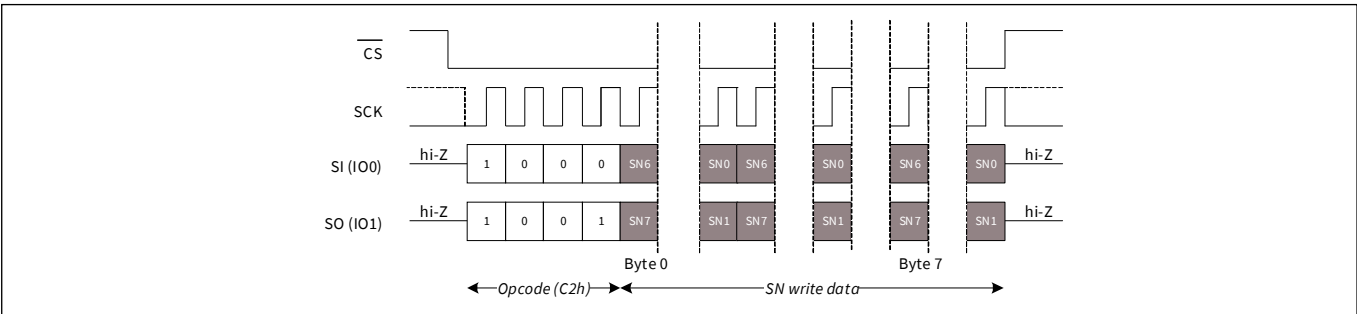 CS
SCK
hi-Z 1 0 0 0 SN6 SN0 SN6 SN0 SN6 SN0 hi-Z
SI (IO0)
hi-Z 1 0 0 1 SN7 SN1 SN7 SN1 SN7 SN1 hi-Z
SO (IO1)
Byte 0 Byte 7
Opcode (C2h) SN write data